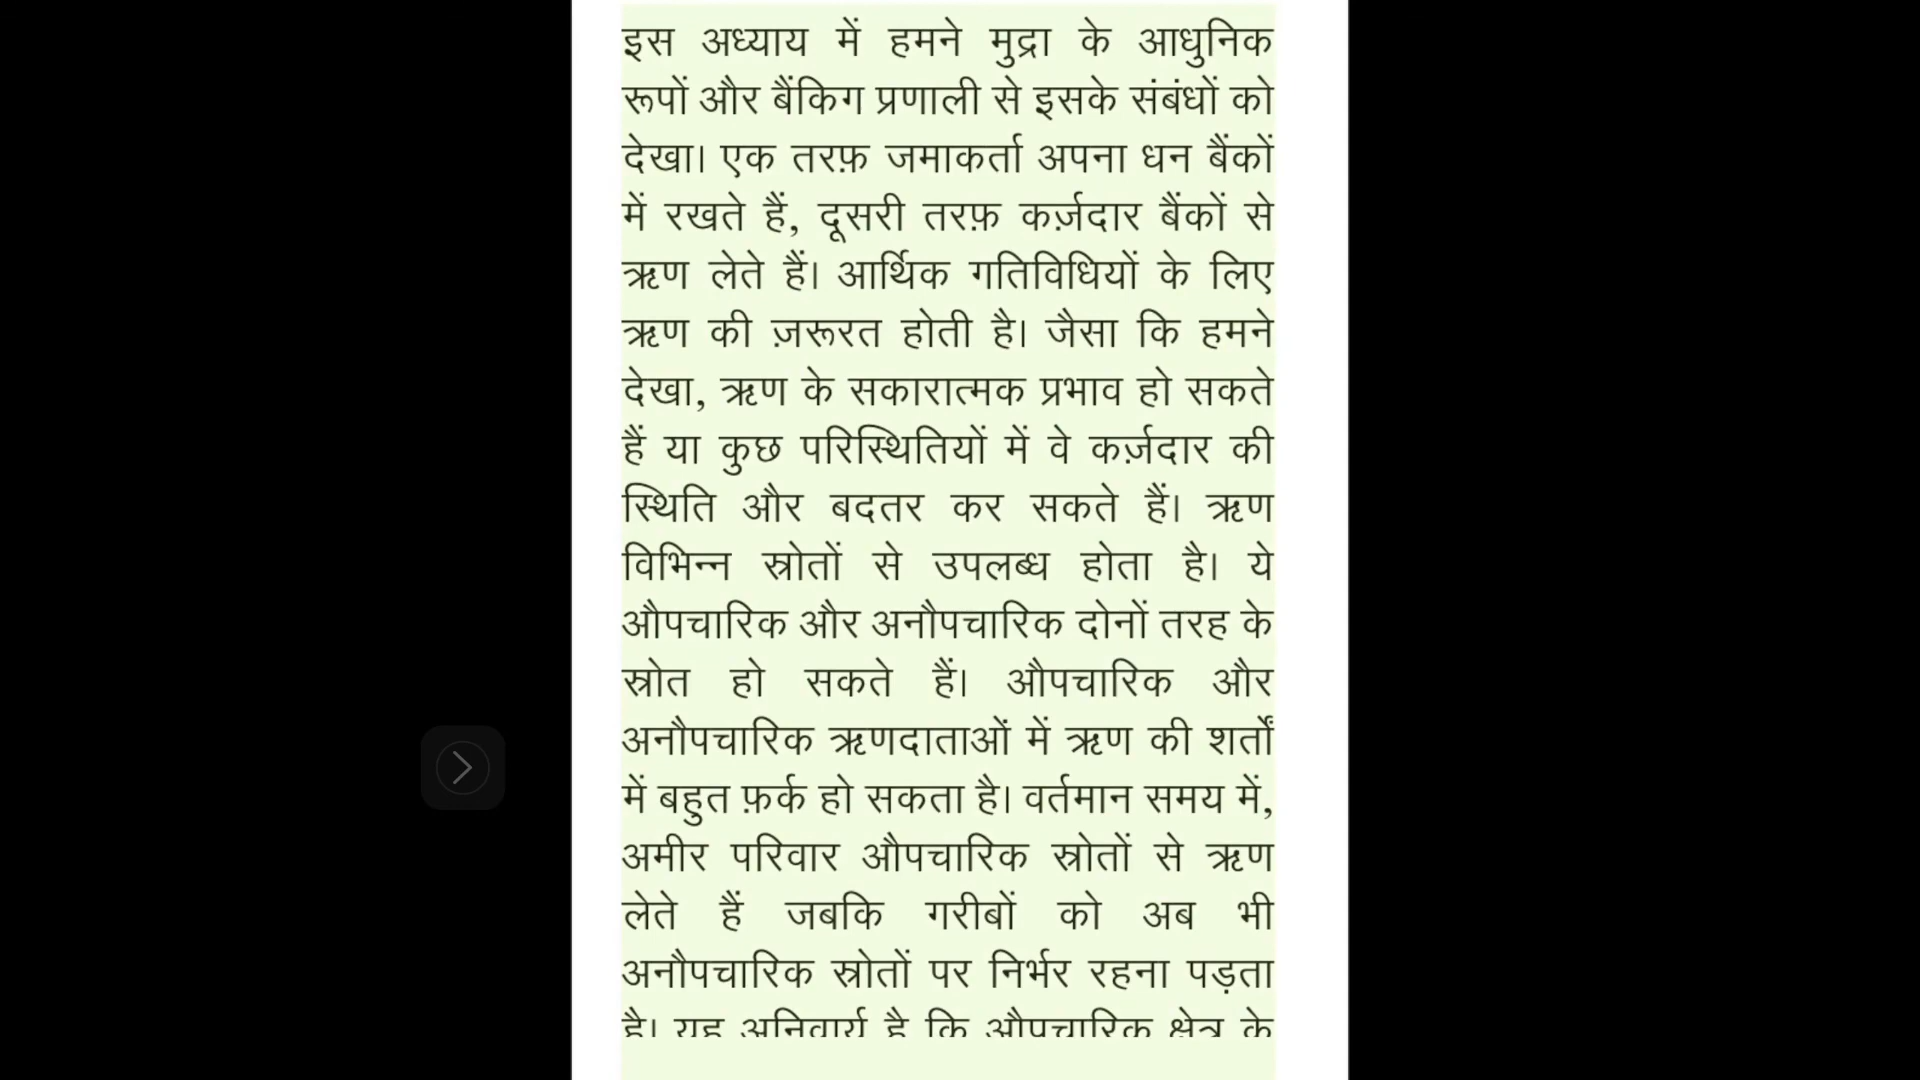 इस अध्याय में हमने मुद्रा के आधुनिक
रूपों और बैंकिग प्रणाली से इसके संबंधों को
देखा। एक तरफ़ जमाकर्ता अपना धन बैंकों
में रखते हैं, दूसरी तरफ़ कर्ज़दार बैंकों से
ऋण लेते हैं। आर्थिक गतिविधियों के लिए
ऋण की ज़रूरत होती है। जैसा कि हमने
देखा, ऋण के सकारात्मक प्रभाव हो सकते
हैं या कुछ परिस्थितियों में वे कर्ज़दार की
स्थिति और बदतर कर सकते हैं। ऋण
विभिन्न स्रोतों से उपलब्ध होता है। ये
औपचारिक और अनौपचारिक दोनों तरह के
स्रोत हो सकते हैं। औपचारिक और
अनौपचारिक ऋणदाताओं में ऋण की शर्तों
में बहुत फ़र्क हो सकता है। वर्तमान समय में,
अमीर परिवार औपचारिक स्रोतों से ऋण
लेते हैं जबकि गरीबों को अब भी
अनौपचारिक स्रोतों पर निर्भर रहना पड़ता
है। यह अनिवार्य है कि औपचारिक क्षेत्र के